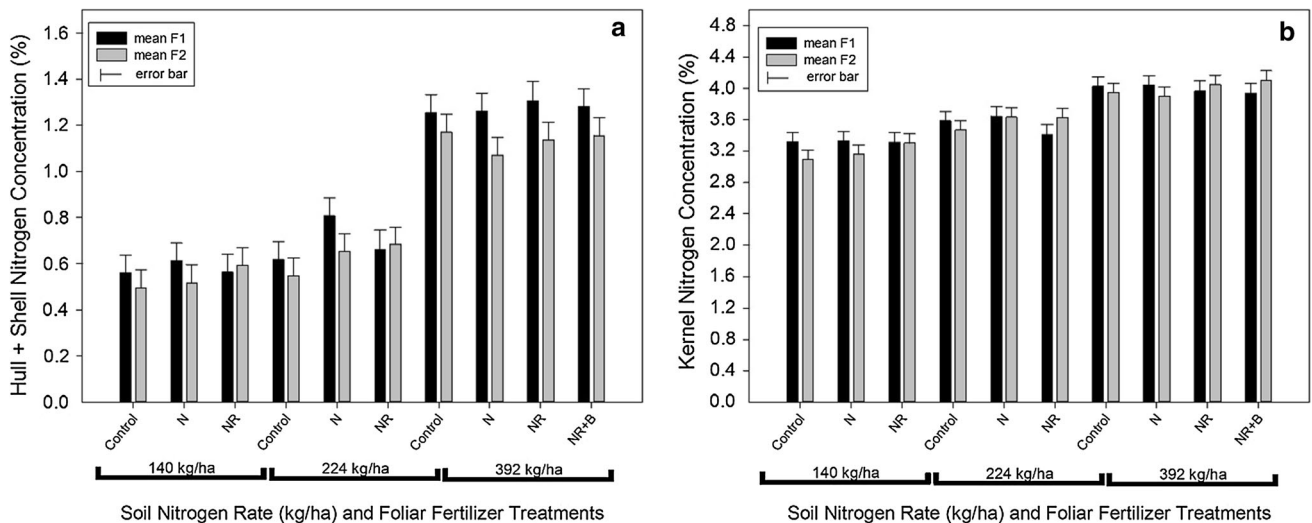 a
mean F1
mean F2
error bar
Hull + Shell Nitrogen Concentration (%)
1.6
1.4
1.2
1.0
0.8
0.6
0.4
0.2
0.0
Control
N
NR
Control
N
NR
Control
N
NR
NR+B
140 kg/ha
224 kg/ha
392 kg/ha
Soil Nitrogen Rate (kg/ha) and Foliar Fertilizer Treatments
b
mean F1
mean F2
error bar
Kernel Nitrogen Concentration (%)
4.8
4.4
4.0
3.6
3.2
2.8
2.4
2.0
1.6
1.2
0.8
0.4
0.0
Control
N
NR
Control
N
NR
Control
N
NR
NR+B
140 kg/ha
224 kg/ha
392 kg/ha
Soil Nitrogen Rate (kg/ha) and Foliar Fertilizer Treatments